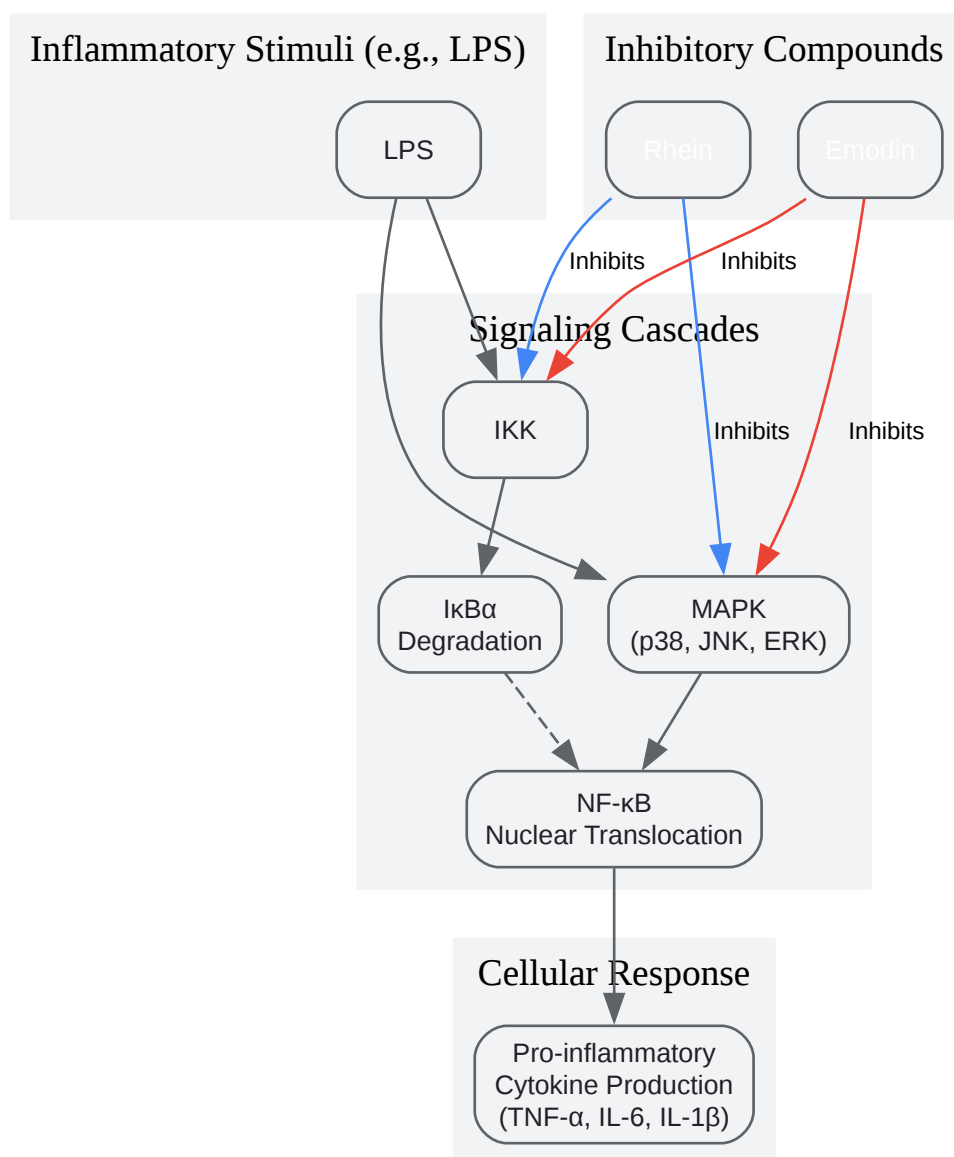 Inflammatory Stimuli (e.g., LPS)
Inhibitory Compounds
LPS
Rhein
Emodin
Inhibits
Inhibits
Signaling Cascades
IKK
Inhibits
Inhibits
IκBα
Degradation
MAPK
(p38, JNK, ERK)
NF-κB
Nuclear Translocation
Cellular Response
Pro-inflammatory
Cytokine Production
(TNF-α, IL-6, IL-1β)